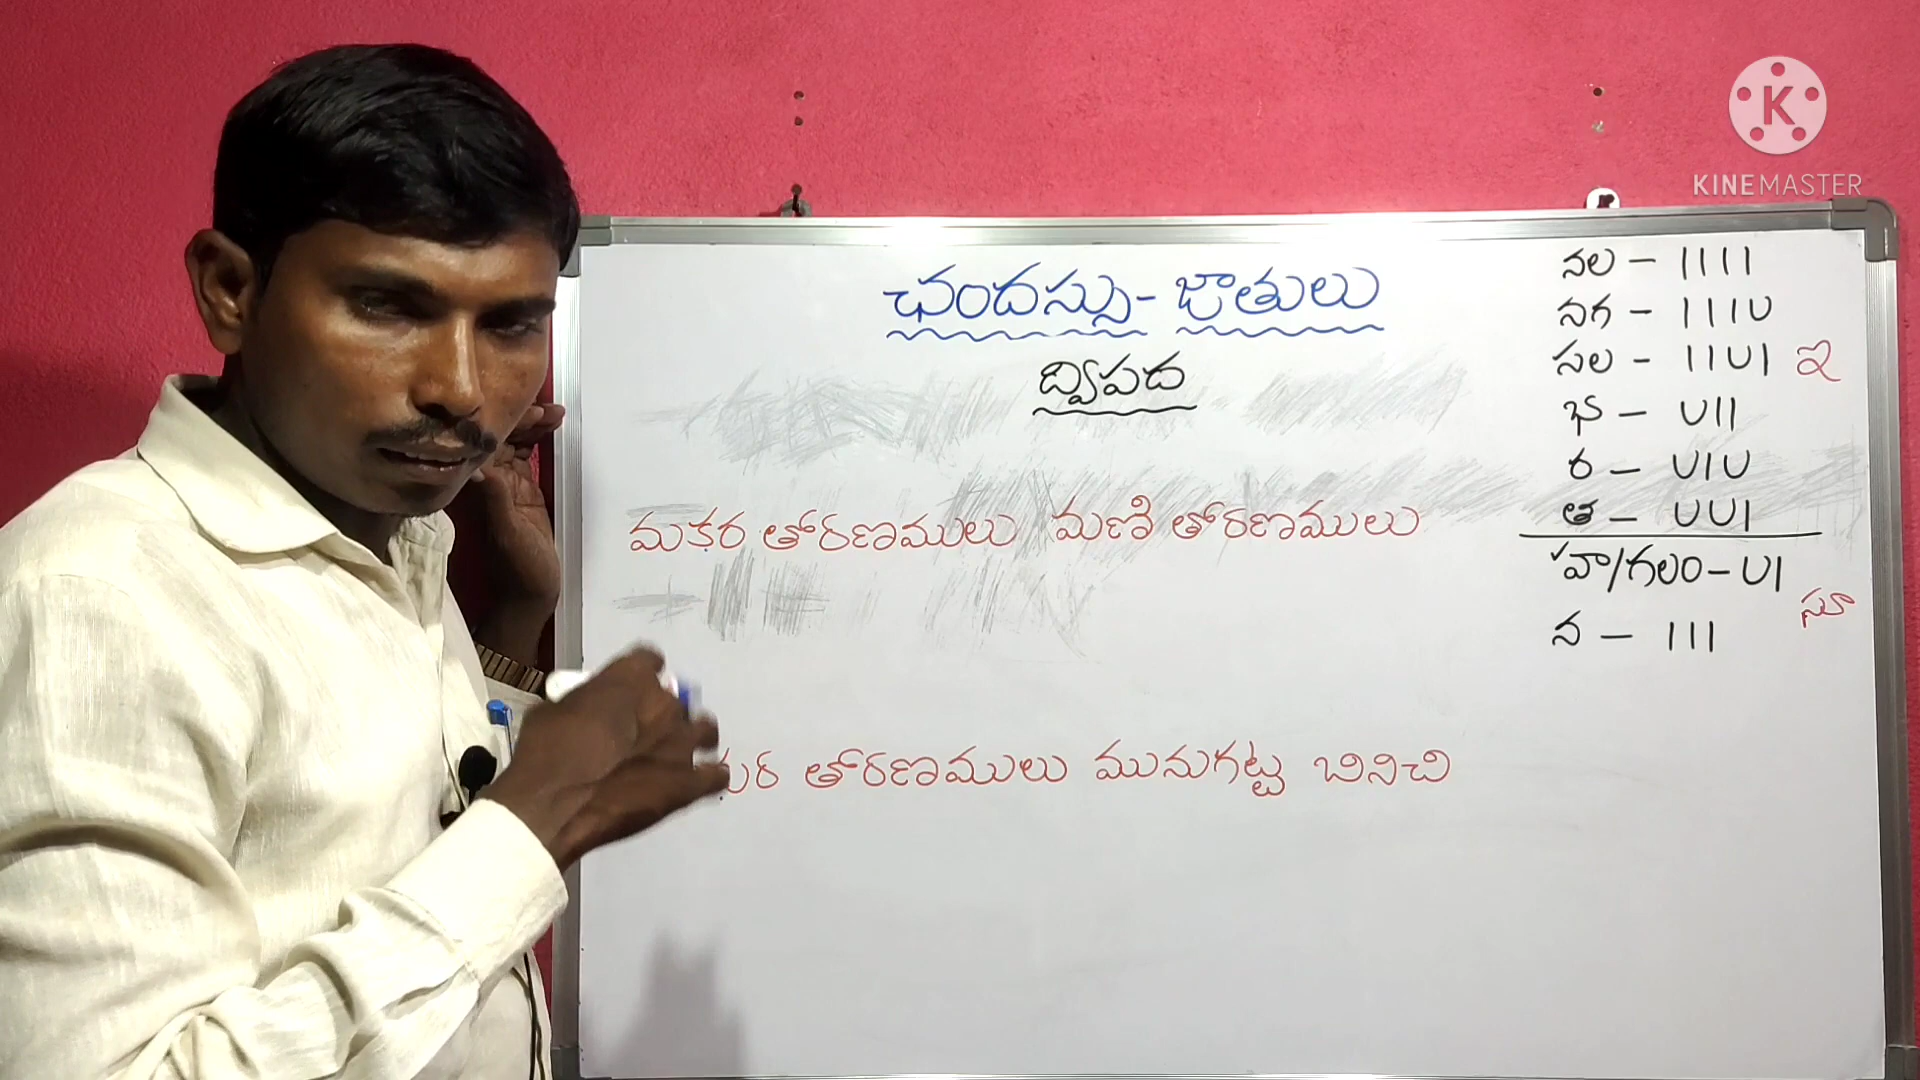 ఛందస్సు - జాతులు
ద్విపద
మకర తోరణములు మణి తోరణములు
తోరణములు మునుగట్ట బినిచి
నల - IIII
నగ - IIIU
సల - IIUI ఇ
భ - UII
ర - UIU
త - UUI
హ/గలం - UI
సూ
న - III
KINEMASTER